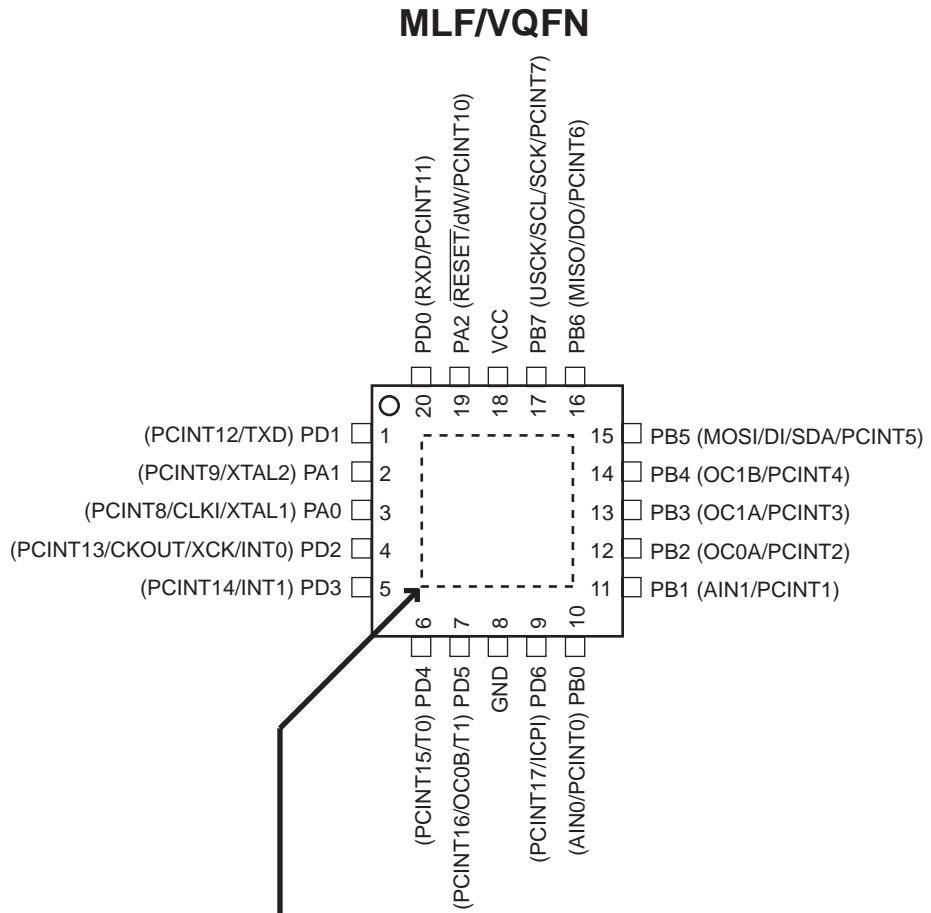 MLF/VQFN
PD0 (RXD/PCINT11)
PA2 (RESET/dW/PCINT10)
VCC
PB7 (USCK/SCL/SCK/PCINT7)
PB6 (MISO/DO/PCINT6)
20
19
18
17
16
(PCINT12/TXD) PD1 1
(PCINT9/XTAL2) PA1 2
(PCINT8/CLKI/XTAL1) PA0 3
(PCINT13/CKOUT/XCK/INT0) PD2 4
(PCINT14/INT1) PD3 5
15 PB5 (MOSI/DI/SDA/PCINT5)
14 PB4 (OC1B/PCINT4)
13 PB3 (OC1A/PCINT3)
12 PB2 (OC0A/PCINT2)
11 PB1 (AIN1/PCINT1)
6
7
8
9
10
(PCINT15/T0) PD4
(PCINT16/OC0B/T1) PD5
GND
(PCINT17/ICPI) PD6
(AIN0/PCINT0) PB0